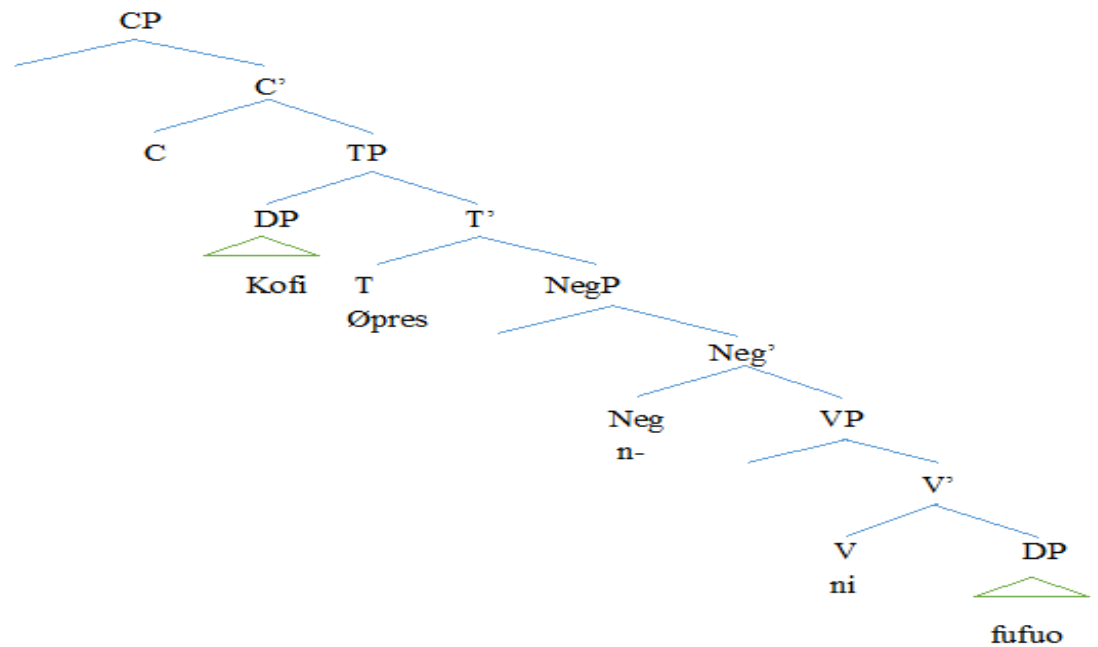 CP
C’
C TP
DP T’
Kofi T NegP
Øpres
Neg’
Neg VP
n-
V’
V DP
ni
fufuo